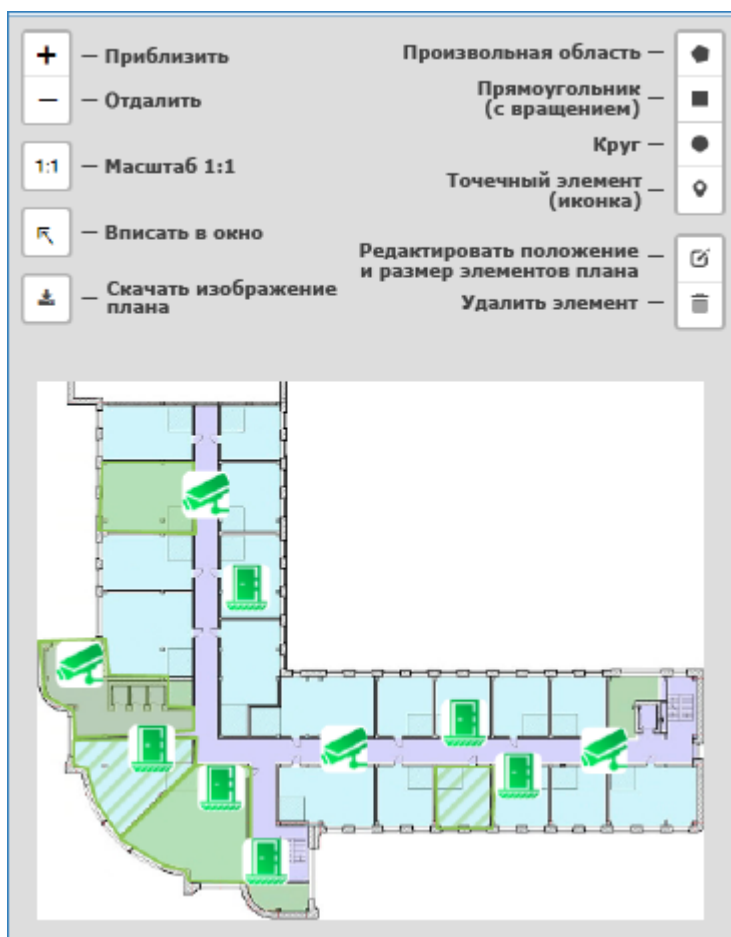 — Приблизить
— Отдалить
1:1 — Масштаб 1:1
— Вписать в окно
— Скачать изображение
плана
Произвольная область —
Прямоугольник —
(с вращением)
Круг —
Точечный элемент —
(иконка)
Редактировать положение —
и размер элементов плана
Удалить элемент —